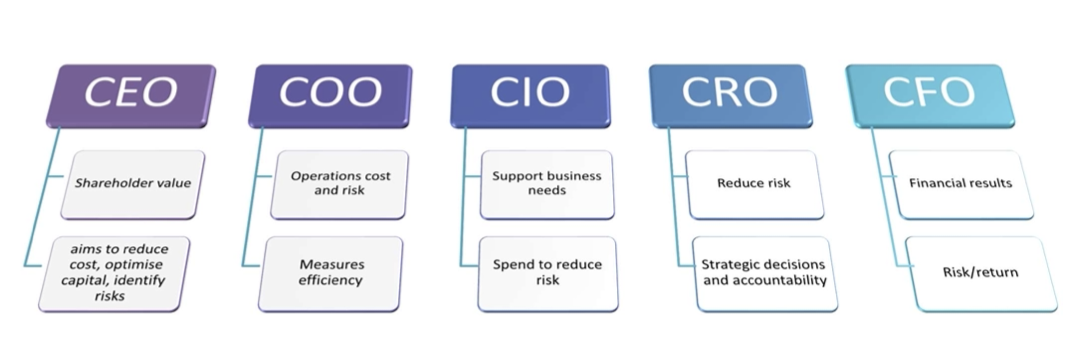 CEO
Shareholder value
aims to reduce
cost, optimise
capital, identify
risks
COO
Operations cost
and risk
Measures
efficiency
CIO
Support business
needs
Spend to reduce
risk
CRO
Reduce risk
Strategic decisions
and accountability
CFO
Financial results
Risk/return